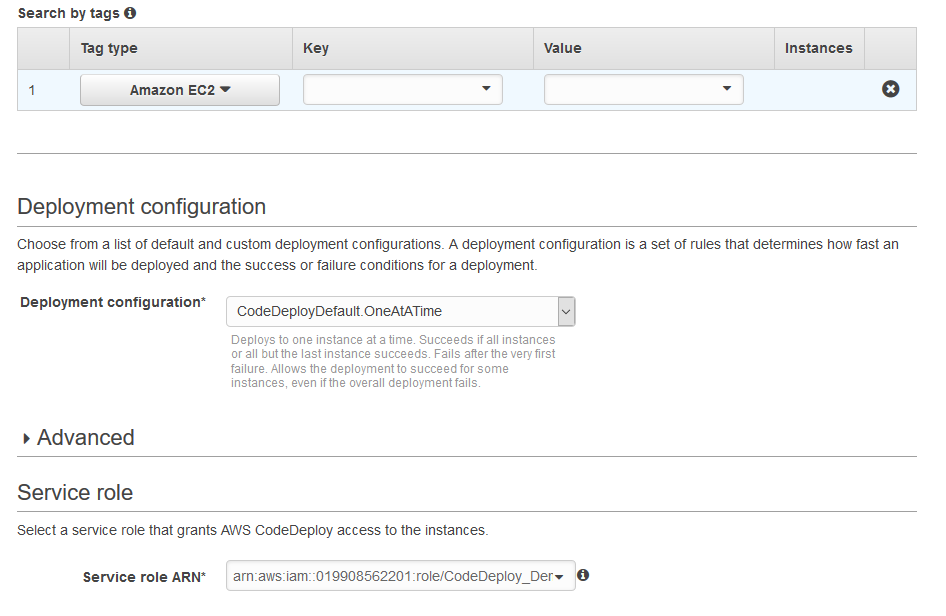 Search by tags
Tag type Key Value Instances
1 Amazon EC2
Deployment configuration
Choose from a list of default and custom deployment configurations. A deployment configuration is a set of rules that determines how fast an
application will be deployed and the success or failure conditions for a deployment.
Deployment configuration* CodeDeployDefault.OneAtATime
Deploys to one instance at a time. Succeeds if all instances
or all but the last instance succeeds. Fails after the very first
failure. Allows the deployment to succeed for some
instances, even if the overall deployment fails.
Advanced
Service role
Select a service role that grants AWS CodeDeploy access to the instances.
Service role ARN* arn:aws:iam::019908562201:role/CodeDeploy_Der